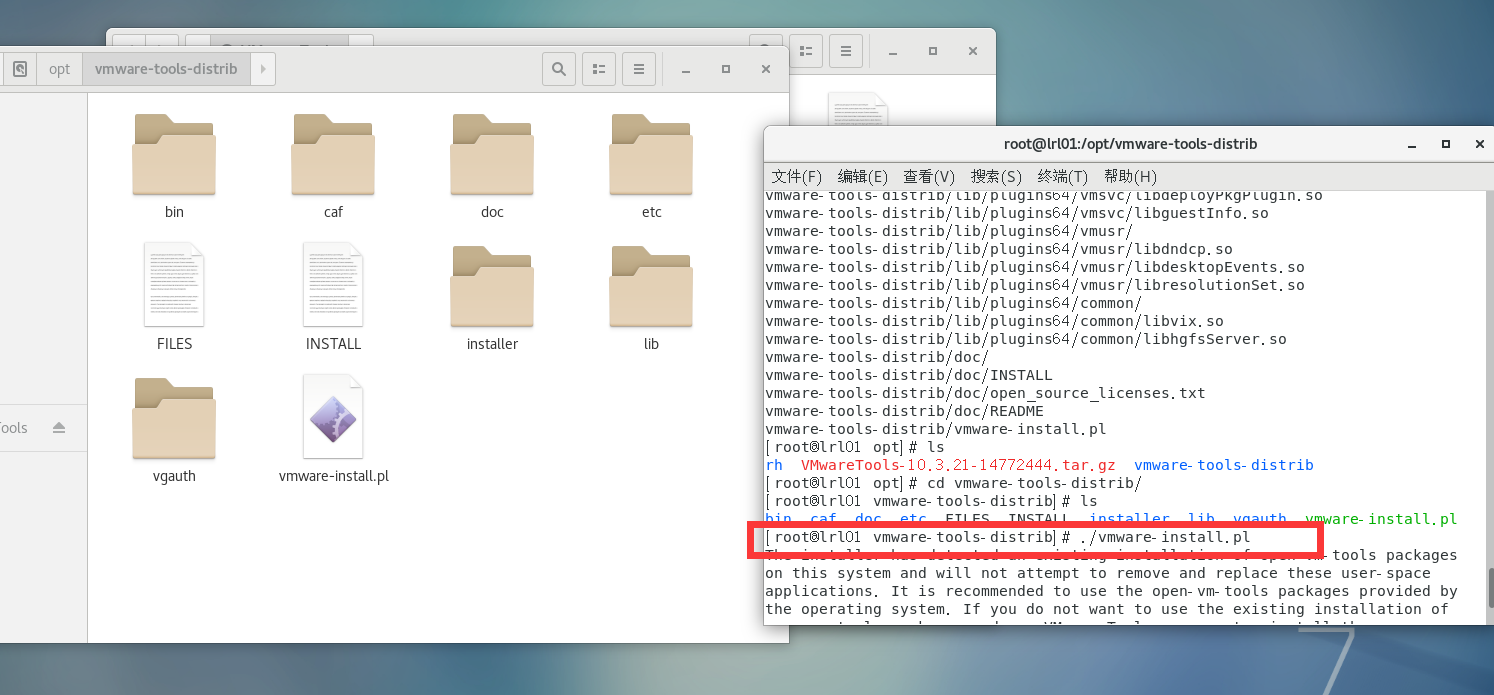 opt
vmware-tools-distrib
bin
caf
doc
etc
FILES
INSTALL
installer
lib
vgauth
vmware-install.pl
ools
root@lrl01:/opt/vmware-tools-distrib
文件(F) 编辑(E) 查看(V) 搜索(S) 终端(T) 帮助(H)
vmware-tools-distrib/lib/plugins64/vmsvc/libdeployPkgPlugin.so
vmware-tools-distrib/lib/plugins64/vmsvc/libguestInfo.so
vmware-tools-distrib/lib/plugins64/vmusr/
vmware-tools-distrib/lib/plugins64/vmusr/libdndcp.so
vmware-tools-distrib/lib/plugins64/vmusr/libdesktopEvents.so
vmware-tools-distrib/lib/plugins64/vmusr/libresolutionSet.so
vmware-tools-distrib/lib/plugins64/common/
vmware-tools-distrib/lib/plugins64/common/libvix.so
vmware-tools-distrib/lib/plugins64/common/libhgfsServer.so
vmware-tools-distrib/doc/
vmware-tools-distrib/doc/INSTALL
vmware-tools-distrib/doc/open_source_licenses.txt
vmware-tools-distrib/doc/README
vmware-tools-distrib/vmware-install.pl
[root@lrl01 opt]# ls
rh VMwareTools-10.3.21-14772444.tar.gz vmware-tools-distrib
[root@lrl01 opt]# cd vmware-tools-distrib/
[root@lrl01 vmware-tools-distrib]# ls
bin caf doc etc FILES INSTALL installer lib vgauth vmware-install.pl
[root@lrl01 vmware-tools-distrib]# ./vmware-install.pl
The installer has detected an existing installation of open-vm-tools packages
on this system and will not attempt to remove and replace these user-space
applications. It is recommended to use the open-vm-tools packages provided by
the operating system. If you do not want to use the existing installation of
7